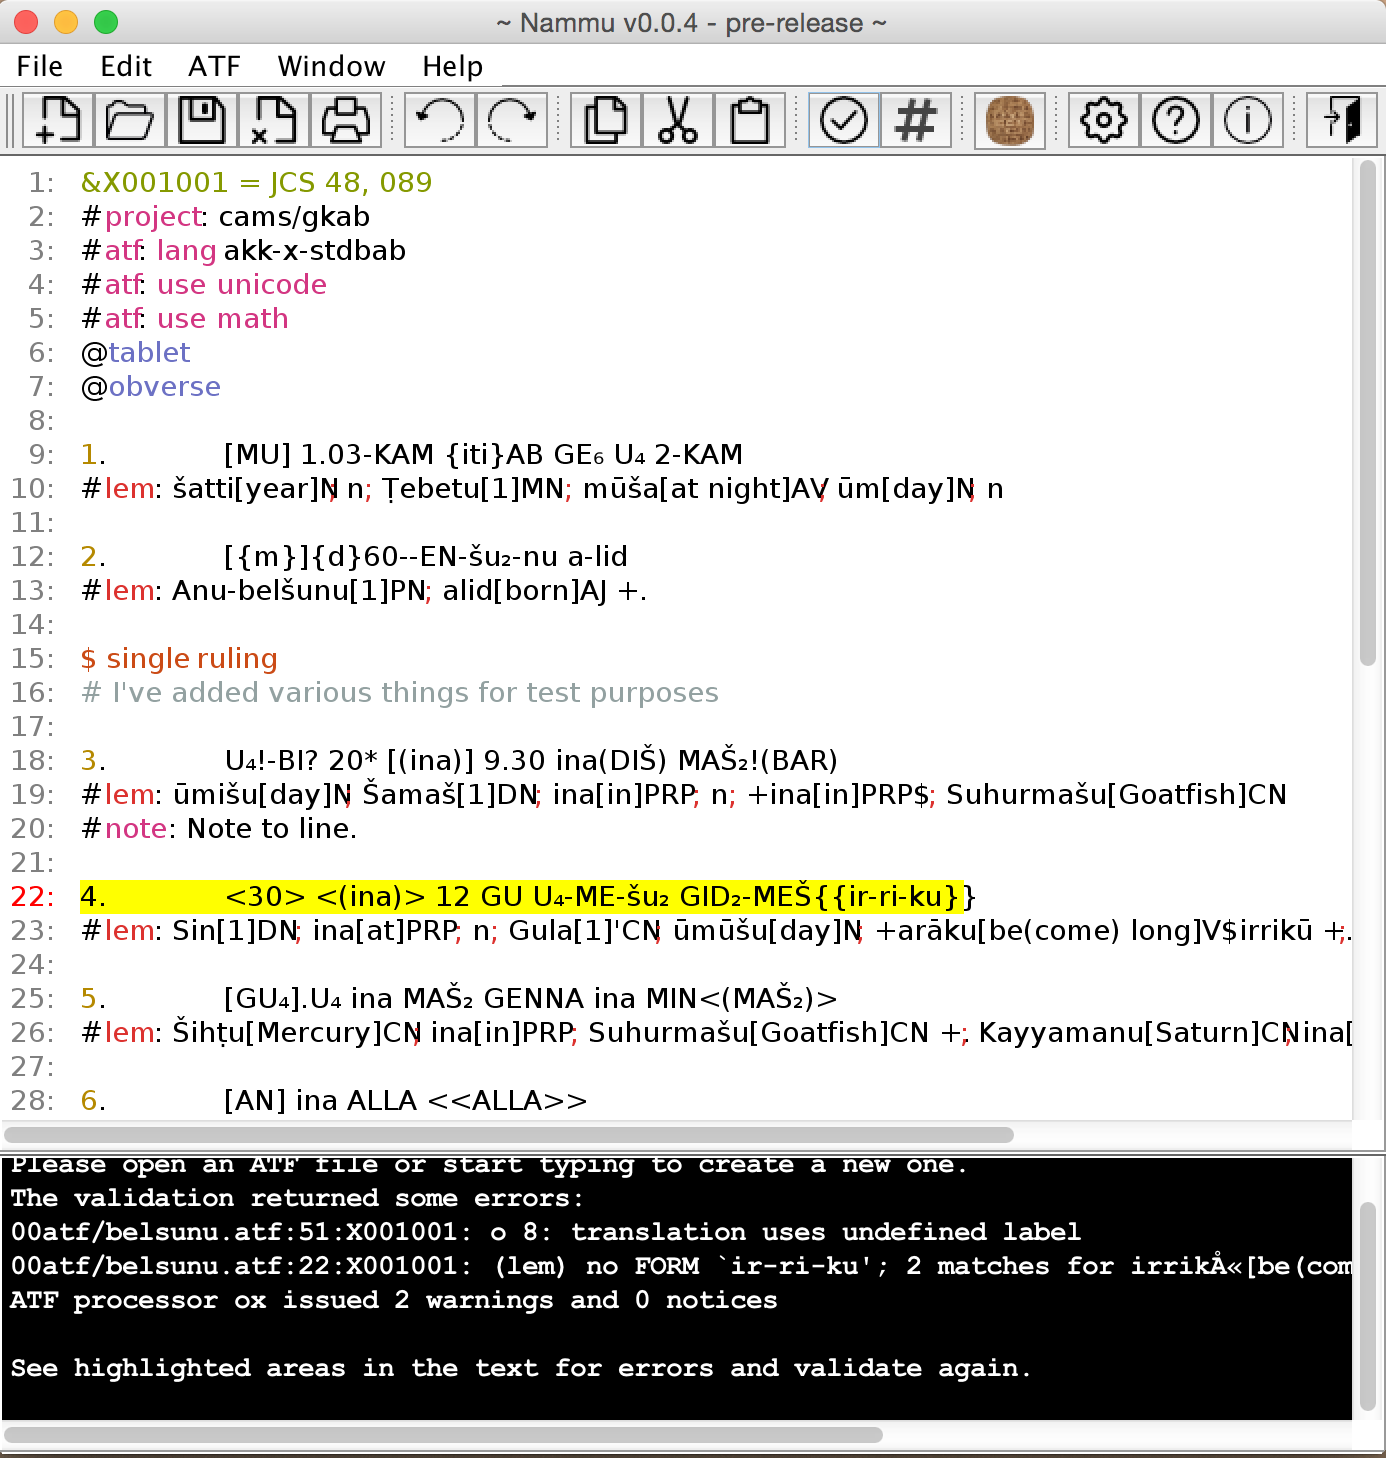 ~ Nammu v0.0.4 - pre-release ~
File Edit ATF Window Help
1: &X001001 = JCS 48, 089
2: #project: cams/gkab
3: #atf: lang akk-x-stdbab
4: #atf: use unicode
5: #atf: use math
6: @tablet
7: @obverse
8:
9: 1. [MU] 1.03-KAM {iti}AB GE₆ U₄ 2-KAM
10: #lem: šatti[year]N; n; Ṭebetu[1]MN; mūša[at night]AV; ūm[day]N; n
11:
12: 2. [{m}]{d}60--EN-šu₂-nu a-lid
13: #lem: Anu-belšunu[1]PN; alid[born]AJ +.
14:
15: $ single ruling
16: # I've added various things for test purposes
17:
18: 3. U₄!-BI? 20* [(ina)] 9.30 ina(DIŠ) MAŠ₂!(BAR)
19: #lem: ūmišu[day]N; Šamaš[1]DN; ina[in]PRP; n; +ina[in]PRP$; Suhurmašu[Goatfish]CN
20: #note: Note to line.
21:
22: 4. <30> <(ina)> 12 GU U₄-ME-šu₂ GID₂-MEŠ{{ir-ri-ku}}
23: #lem: Sin[1]DN; ina[at]PRP; n; Gula[1]'CN; ūmūšu[day]N; +arāku[be(come) long]V$irrikū +.;
24:
25: 5. [GU₄].U₄ ina MAŠ₂ GENNA ina MIN<(MAŠ₂)>
26: #lem: Šihṭu[Mercury]CN; ina[in]PRP; Suhurmašu[Goatfish]CN +.; Kayyamanu[Saturn]CN; ina[
27:
28: 6. [AN] ina ALLA <<ALLA>>
Please open an ATF file or start typing to create a new one.
The validation returned some errors:
00atf/belsunu.atf:51:X001001: o 8: translation uses undefined label
00atf/belsunu.atf:22:X001001: (lem) no FORM `ir-ri-ku'; 2 matches for irrikÅ«[be(com
ATF processor ox issued 2 warnings and 0 notices
See highlighted areas in the text for errors and validate again.